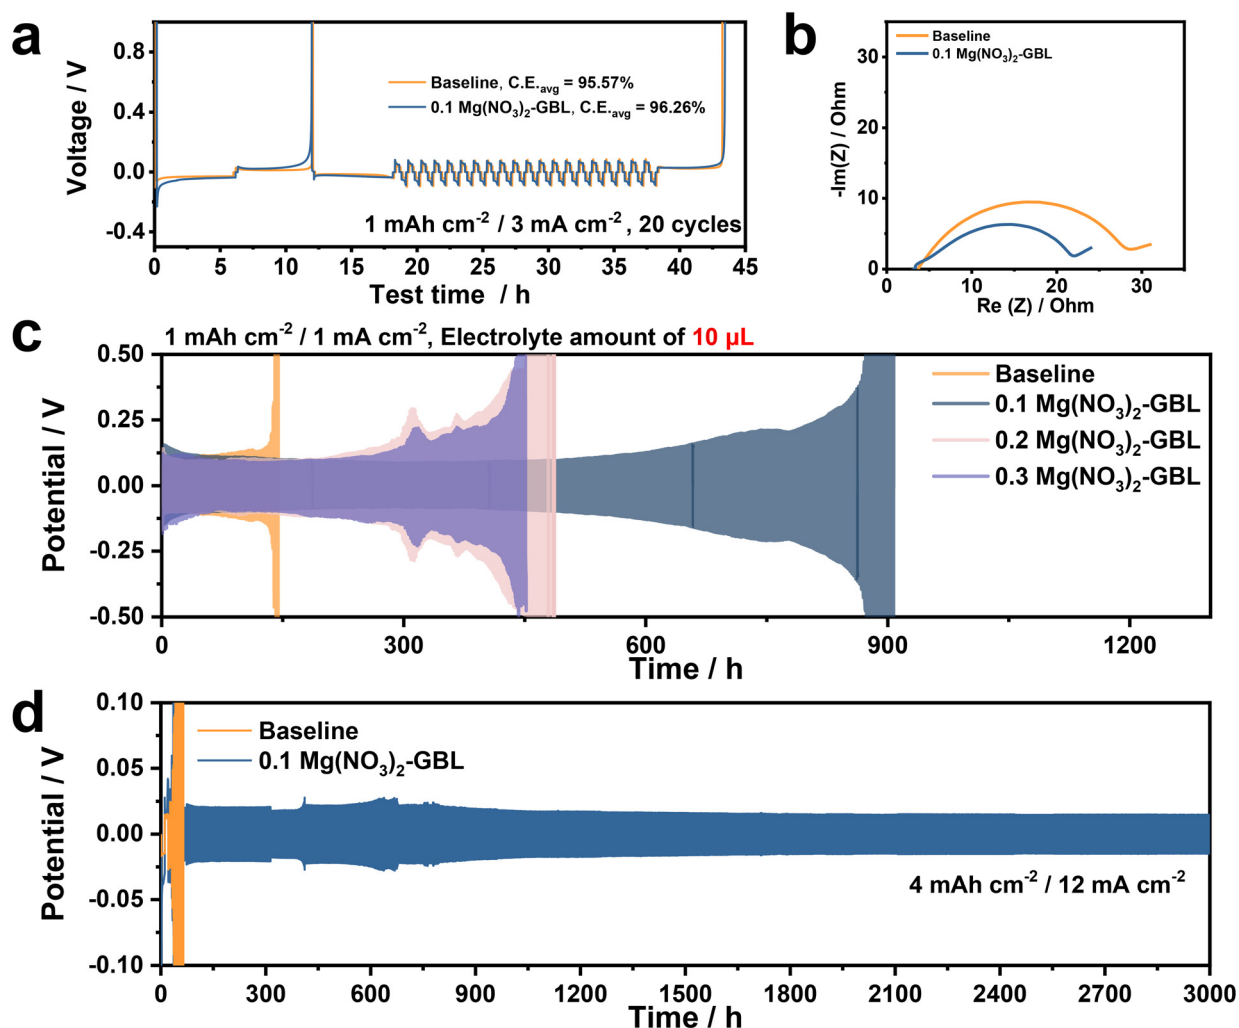 a
Voltage / V
0.8
0.4
0.0
-0.4
Baseline, C.E.avg = 95.57%
0.1 Mg(NO3)2-GBL, C.E.avg = 96.26%
1 mAh cm-2 / 3 mA cm-2 , 20 cycles
0 5 10 15 20 25 30 35 40 45
Test time / h
b
-Im(Z) / Ohm
30
20
10
0
Baseline
0.1 Mg(NO3)2-GBL
0 10 20 30
Re (Z) / Ohm
c
1 mAh cm-2 / 1 mA cm-2, Electrolyte amount of 10 μL
Potential / V
0.50
0.25
0.00
-0.25
-0.50
Baseline
0.1 Mg(NO3)2-GBL
0.2 Mg(NO3)2-GBL
0.3 Mg(NO3)2-GBL
0 300 600 900 1200
Time / h
d
Potential / V
0.10
0.05
0.00
-0.05
-0.10
Baseline
0.1 Mg(NO3)2-GBL
4 mAh cm-2 / 12 mA cm-2
0 300 600 900 1200 1500 1800 2100 2400 2700 3000
Time / h